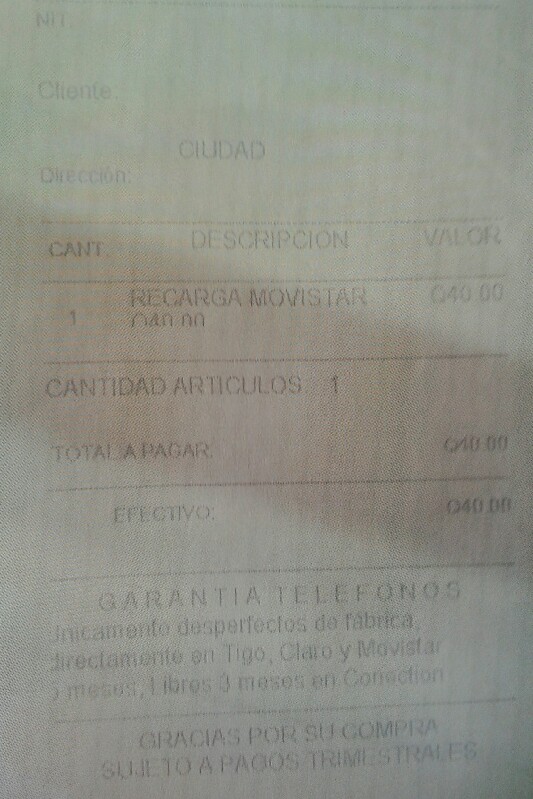 NIT.
Cliente:
CIUDAD
Dirección:
CANT. DESCRIPCION VALOR
1 RECARGA MOVISTAR Q40.00
Q40.00
CANTIDAD ARTICULOS: 1
TOTAL A PAGAR: Q40.00
EFECTIVO: Q40.00
GARANTIA TELEFONOS
Unicamente desperfectos de fábrica,
directamente en Tigo, Claro y Movistar
meses, Libres 3 meses en Conection
GRACIAS POR SU COMPRA
SUJETO A PAGOS TRIMESTRALES